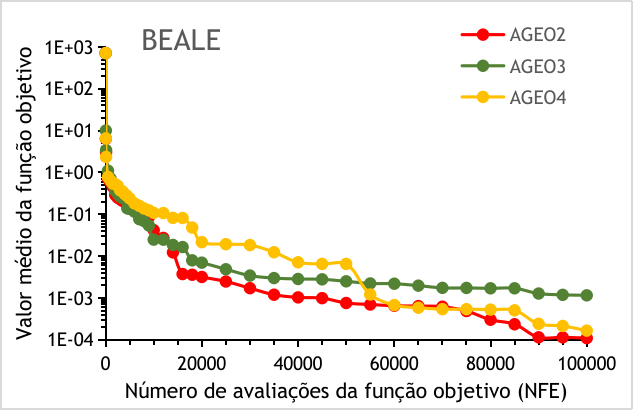 BEALE
AGEO2
AGEO3
AGEO4
Valor médio da função objetivo
1E+03
1E+02
1E+01
1E+00
1E-01
1E-02
1E-03
1E-04
0 20000 40000 60000 80000 100000
Número de avaliações da função objetivo (NFE)